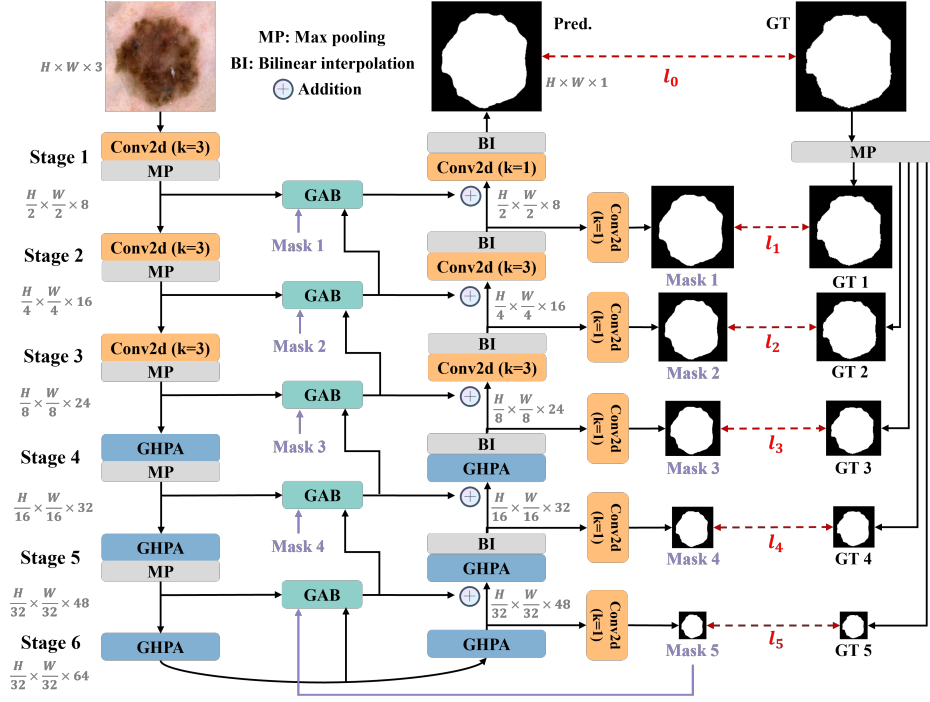 H × W × 3
MP: Max pooling
BI: Bilinear interpolation
+ Addition
Pred.
H × W × 1
l₀
GT
Stage 1
Conv2d (k=3)
MP
BI
Conv2d (k=1)
MP
H/2 × W/2 × 8
GAB
Mask 1
+
H/2 × W/2 × 8
Conv2d
(k=1)
Mask 1
l₁
GT 1
Stage 2
Conv2d (k=3)
MP
BI
Conv2d (k=3)
H/4 × W/4 × 16
GAB
Mask 2
+
H/4 × W/4 × 16
Conv2d
(k=1)
Mask 2
l₂
GT 2
Stage 3
Conv2d (k=3)
MP
BI
Conv2d (k=3)
H/8 × W/8 × 24
GAB
Mask 3
+
H/8 × W/8 × 24
Conv2d
(k=1)
Mask 3
l₃
GT 3
Stage 4
GHPA
MP
BI
GHPA
H/16 × W/16 × 32
GAB
Mask 4
+
H/16 × W/16 × 32
Conv2d
(k=1)
Mask 4
l₄
GT 4
Stage 5
GHPA
MP
BI
GHPA
H/32 × W/32 × 48
GAB
+
H/32 × W/32 × 48
Conv2d
(k=1)
Mask 5
l₅
GT 5
Stage 6
GHPA
GHPA
H/32 × W/32 × 64